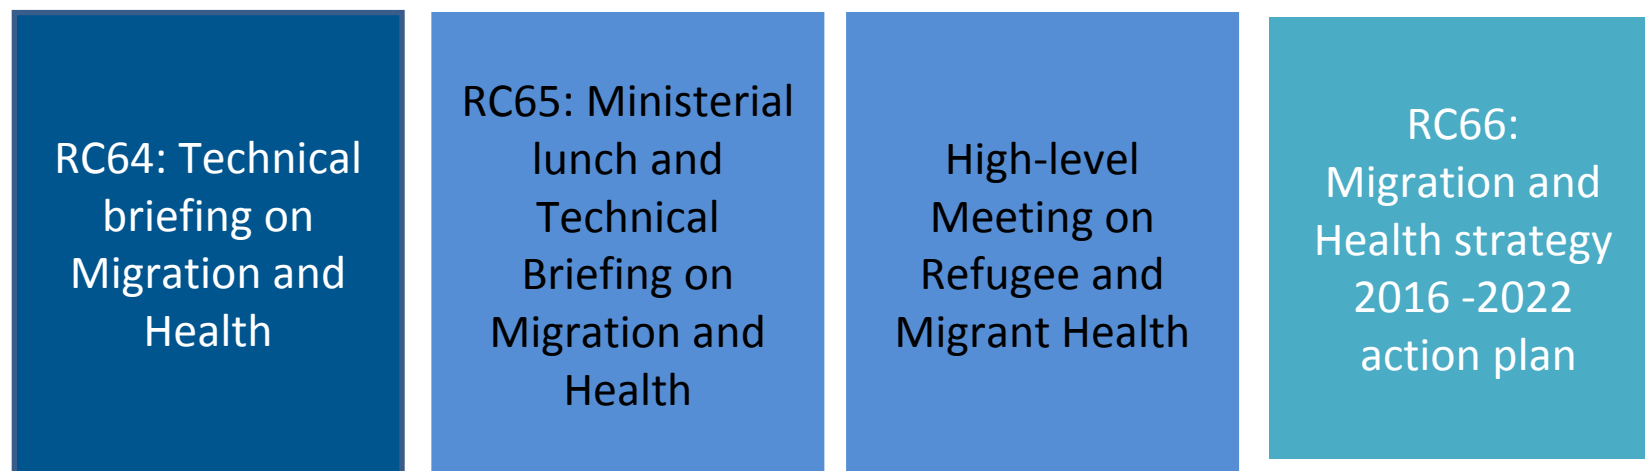 RC64: Technical
briefing on
Migration and
Health
RC65: Ministerial
lunch and
Technical
Briefing on
Migration and
Health
High-level
Meeting on
Refugee and
Migrant Health
RC66:
Migration and
Health strategy
2016 -2022
action plan